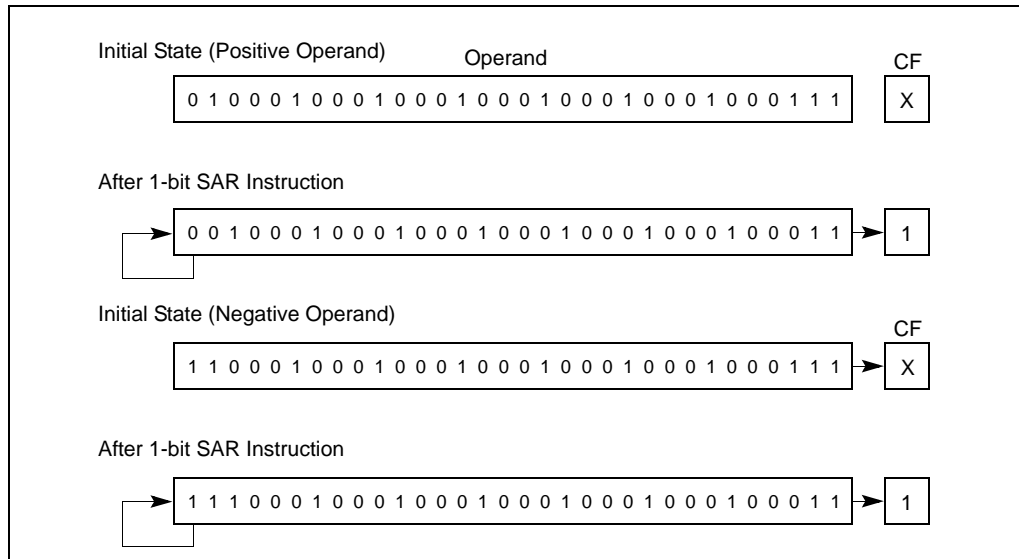 Initial State (Positive Operand)
Operand
CF
0 1 0 0 0 1 0 0 0 1 0 0 0 1 0 0 0 1 0 0 0 1 0 0 0 1 0 0 0 1 1 1
X
After 1-bit SAR Instruction
0 0 1 0 0 0 1 0 0 0 1 0 0 0 1 0 0 0 1 0 0 0 1 0 0 0 1 0 0 0 1 1
1
Initial State (Negative Operand)
CF
1 1 0 0 0 1 0 0 0 1 0 0 0 1 0 0 0 1 0 0 0 1 0 0 0 1 0 0 0 1 1 1
X
After 1-bit SAR Instruction
1 1 1 0 0 0 1 0 0 0 1 0 0 0 1 0 0 0 1 0 0 0 1 0 0 0 1 0 0 0 1 1
1